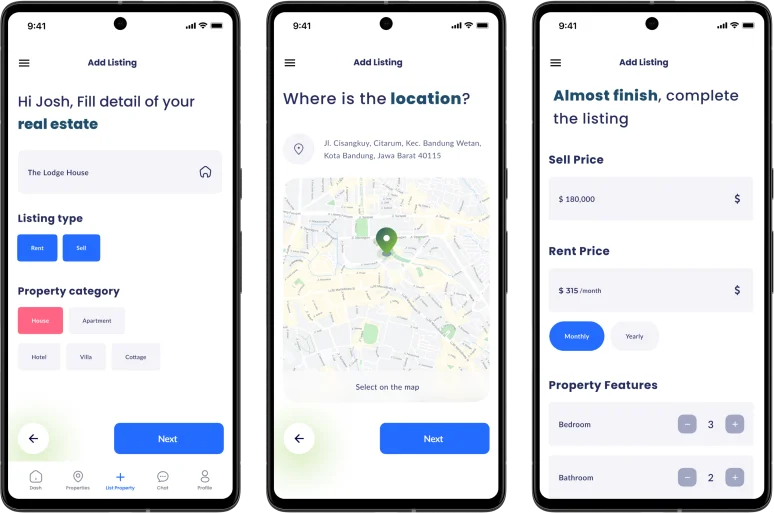 9:41
Add Listing
Hi Josh, Fill detail of your
real estate
The Lodge House
Listing type
Rent
Sell
Property category
House
Apartment
Hotel
Villa
Cottage
Next
Dash
Properties
List Property
Chat
Profile
9:41
Add Listing
Where is the location?
Jl. Cisangkuy, Citarum, Kec. Bandung Wetan,
Kota Bandung, Jawa Barat 40115
Select on the map
Next
9:41
Add Listing
Almost finish, complete
the listing
Sell Price
$ 180,000
$
Rent Price
$ 315 /month
$
Monthly
Yearly
Property Features
Bedroom
− 3 +
Bathroom
− 2 +